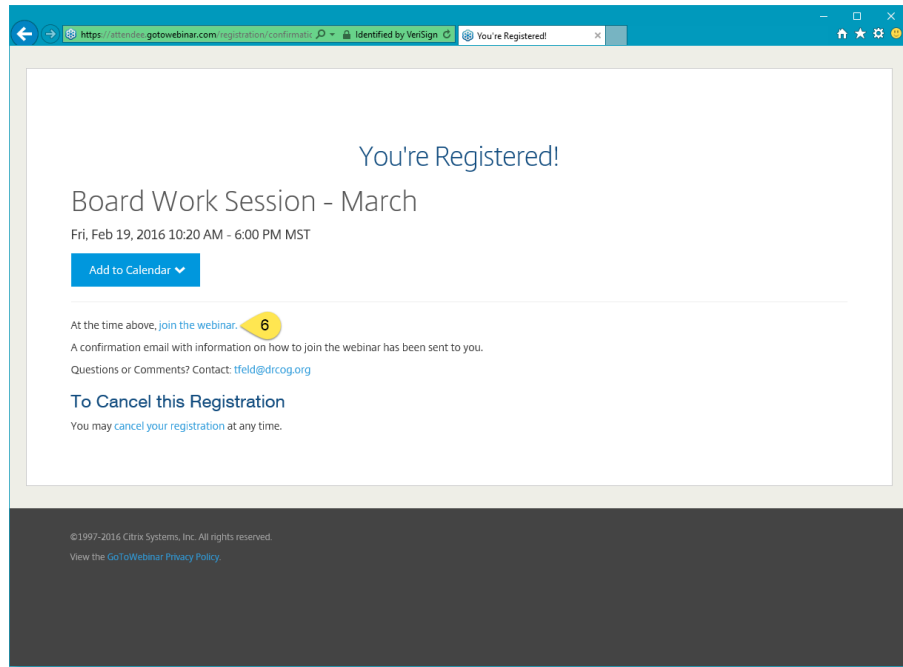 https://attendee.gotowebinar.com/registration/confirmatic Identified by VeriSign You're Registered!
You're Registered!
Board Work Session - March
Fri, Feb 19, 2016 10:20 AM - 6:00 PM MST
Add to Calendar
At the time above, join the webinar. 6
A confirmation email with information on how to join the webinar has been sent to you.
Questions or Comments? Contact: tfeld@drcog.org
To Cancel this Registration
You may cancel your registration at any time.
©1997-2016 Citrix Systems, Inc. All rights reserved.
View the GoToWebinar Privacy Policy.